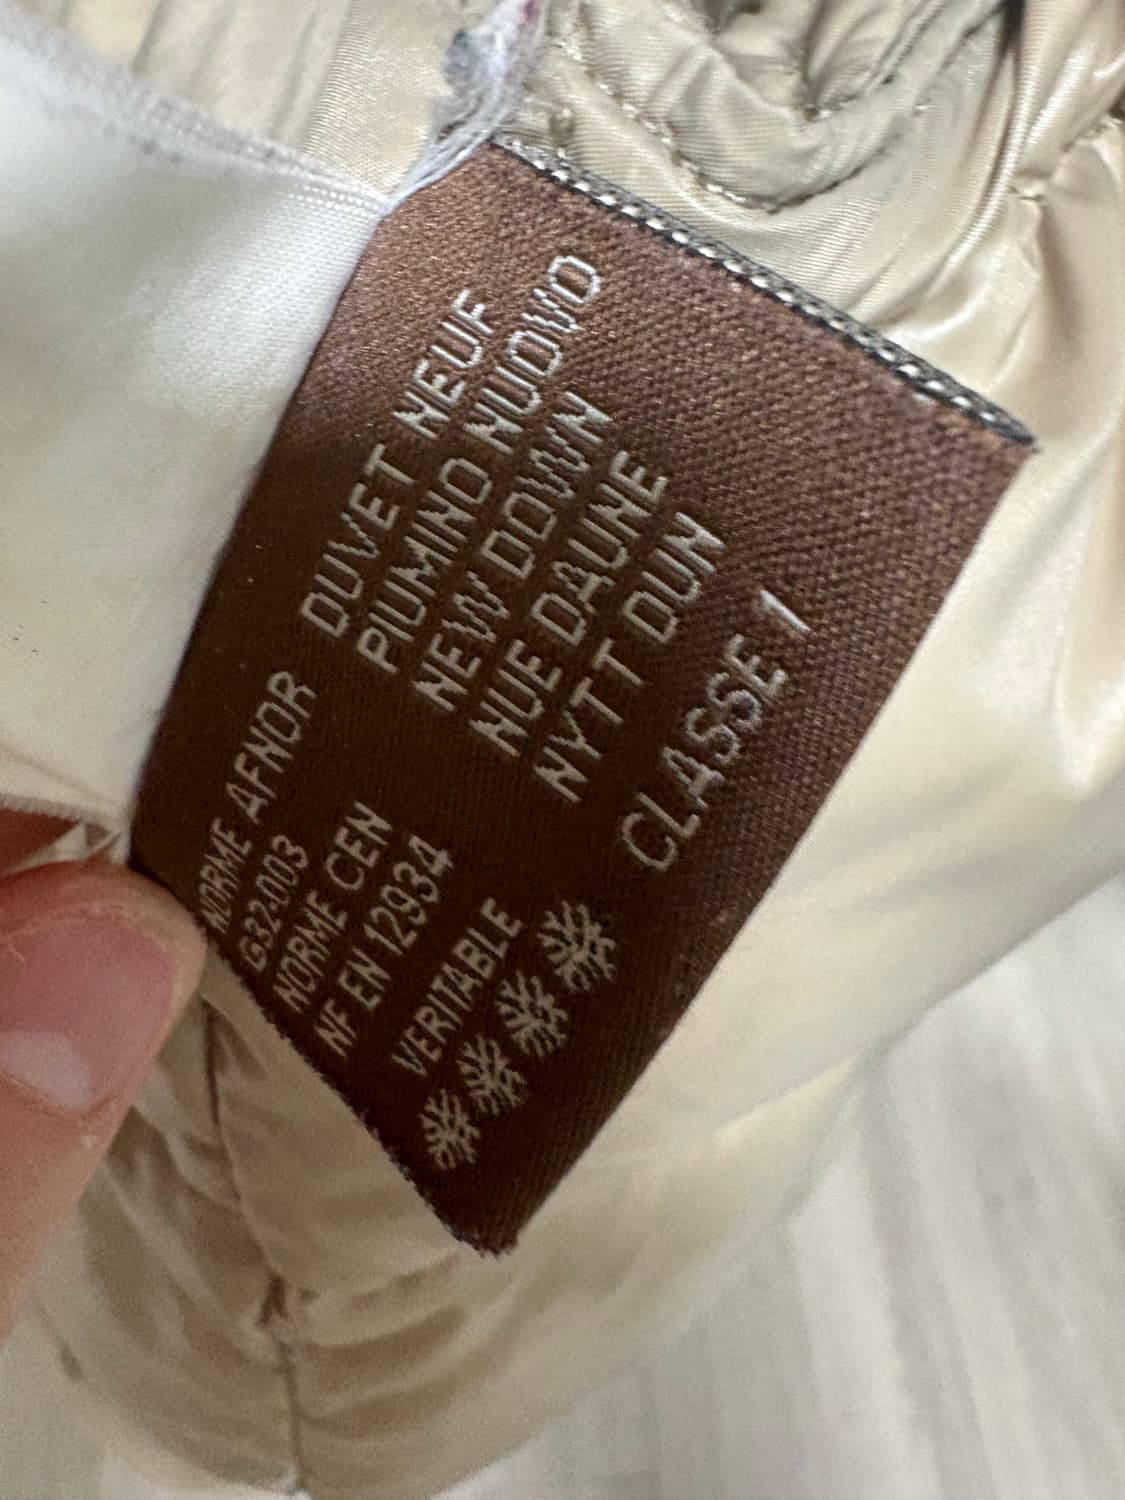 DUVET NEUF
PIUMINO NUOVO
NEW DOWN
NUE DAUNE
NYTT DUN
CLASSE 1
NORME AFNOR
G32-003
NORME CEN
NF EN 12934
VERITABLE